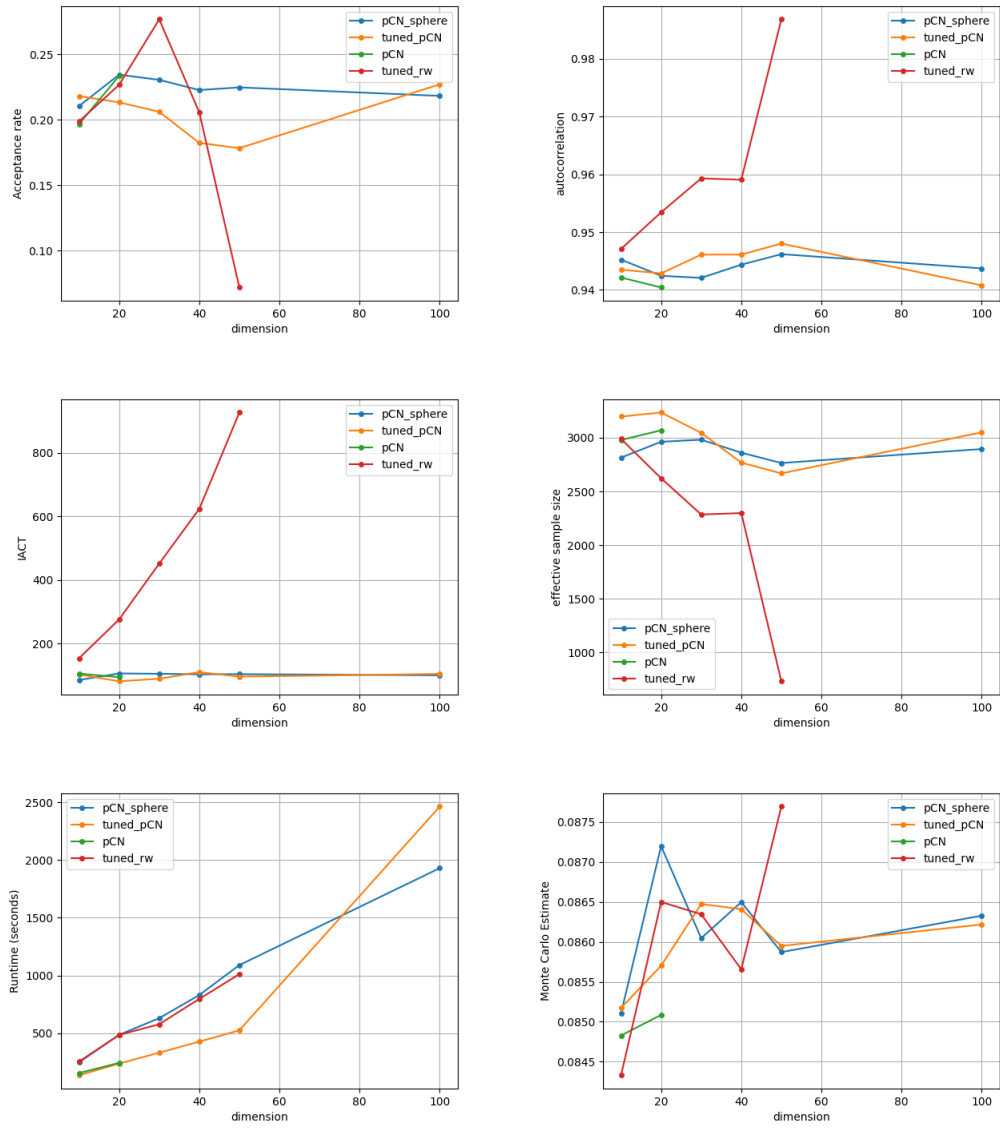 0.25
0.20
0.15
0.10
Acceptance rate
20
40
60
80
100
dimension
pCN_sphere
tuned_pCN
pCN
tuned_rw
0.98
0.97
0.96
0.95
0.94
autocorrelation
20
40
60
80
100
dimension
pCN_sphere
tuned_pCN
pCN
tuned_rw
800
600
400
200
IACT
20
40
60
80
100
dimension
pCN_sphere
tuned_pCN
pCN
tuned_rw
3000
2500
2000
1500
1000
effective sample size
20
40
60
80
100
dimension
pCN_sphere
tuned_pCN
pCN
tuned_rw
2500
2000
1500
1000
500
Runtime (seconds)
20
40
60
80
100
dimension
pCN_sphere
tuned_pCN
pCN
tuned_rw
0.0875
0.0870
0.0865
0.0860
0.0855
0.0850
0.0845
Monte Carlo Estimate
20
40
60
80
100
dimension
pCN_sphere
tuned_pCN
pCN
tuned_rw